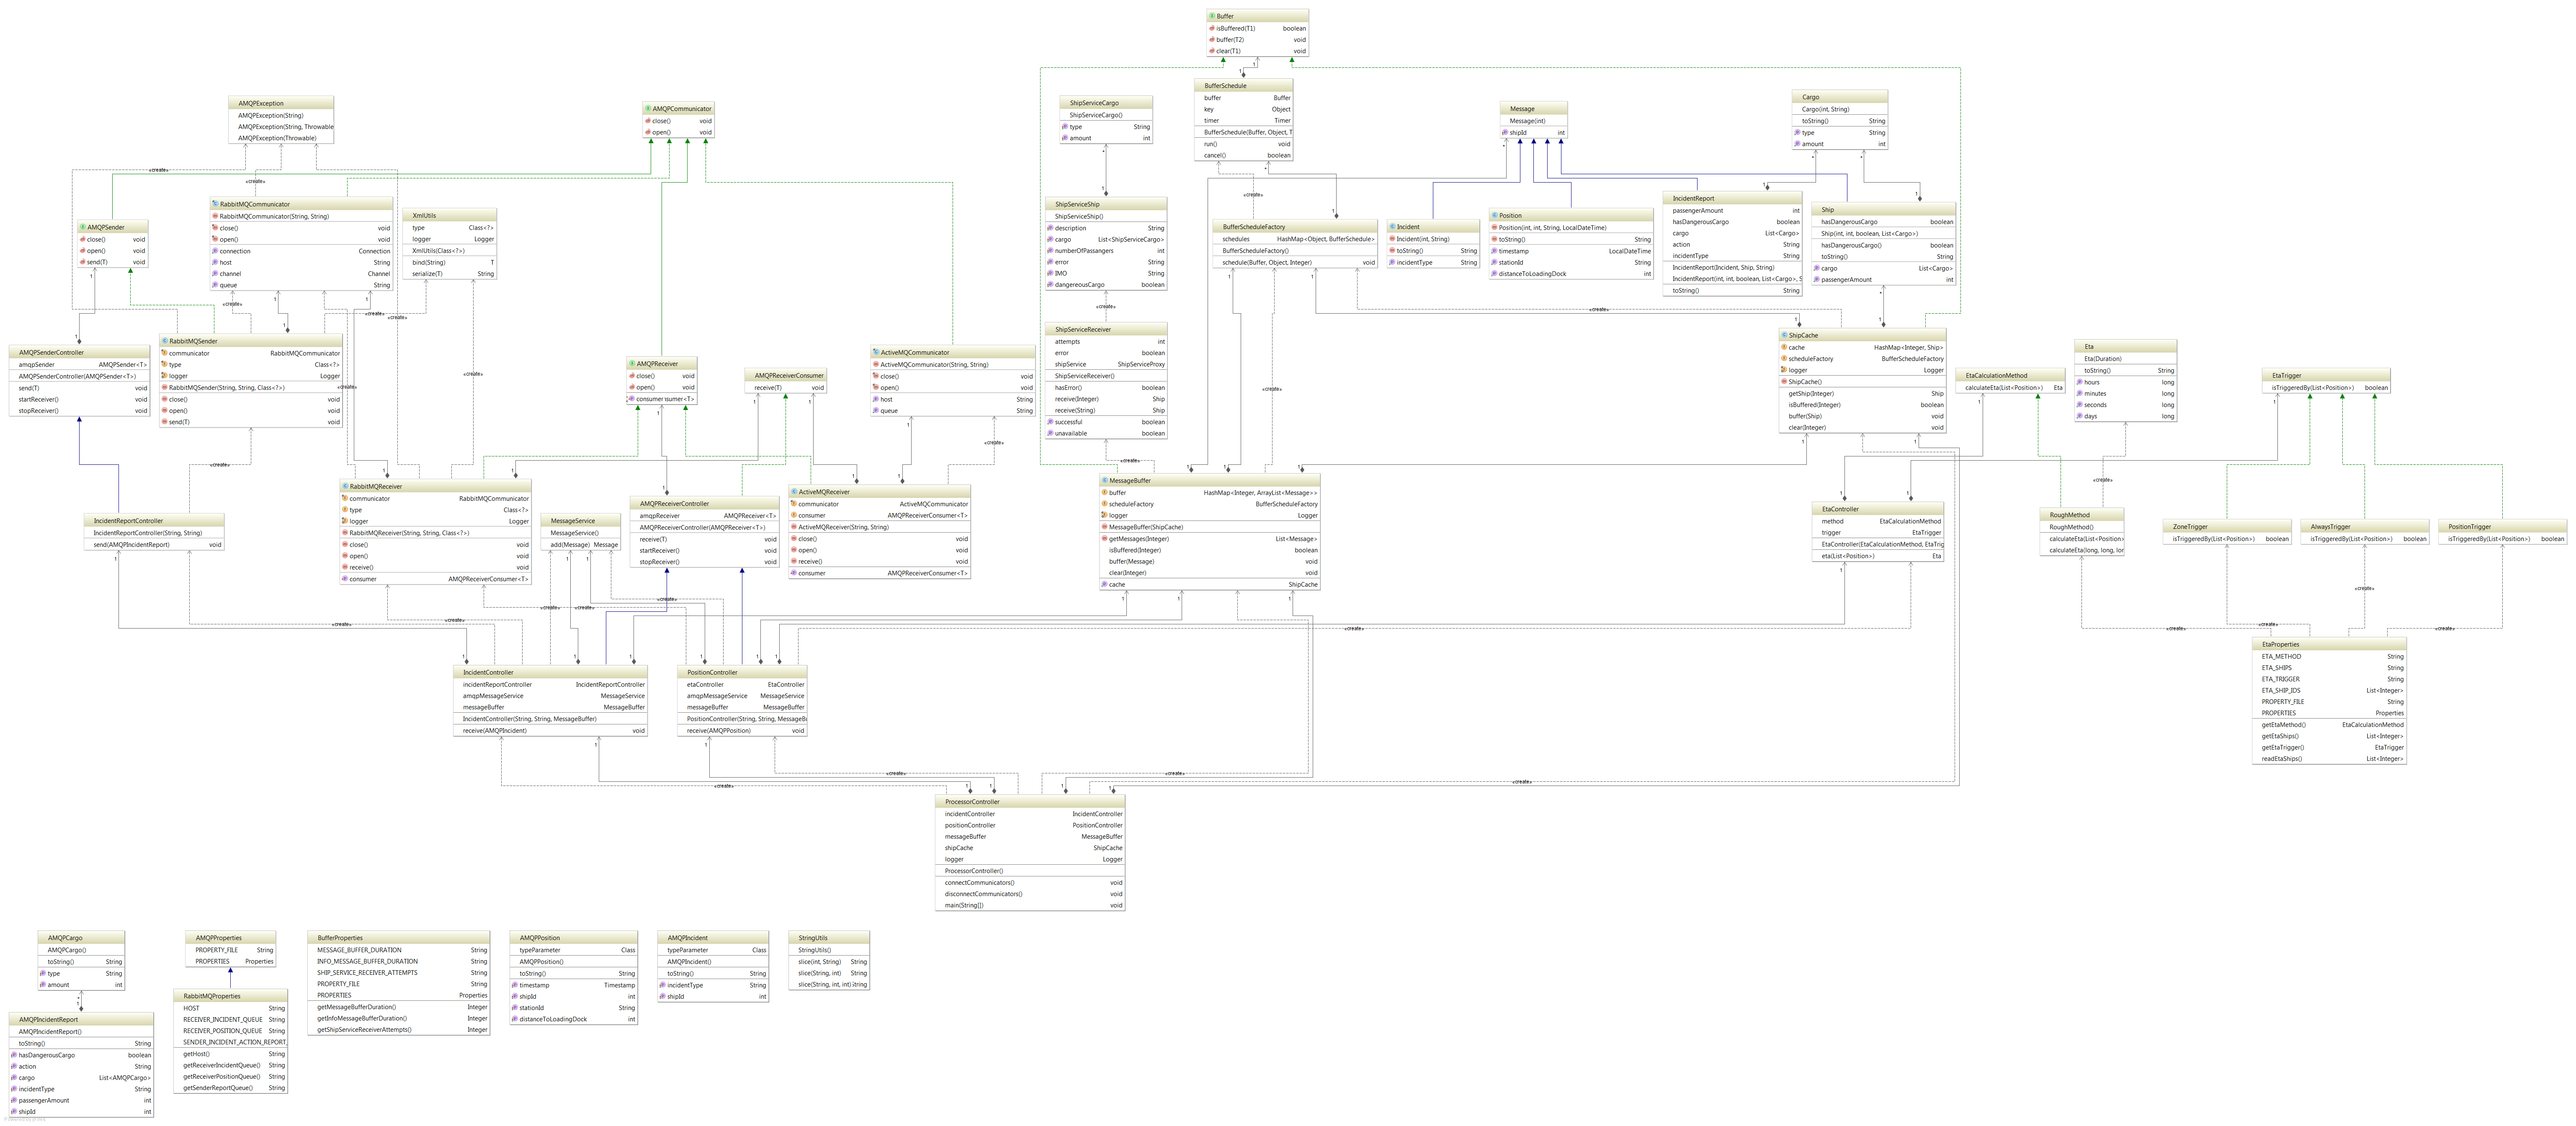 Buffer
isBuffered(T1) boolean
buffer(T2) void
clear(T1) void
BufferSchedule
buffer Buffer
key Object
timer Timer
BufferSchedule(Buffer, Object, T
run() void
cancel() boolean
AMQPException
AMQPException(String)
AMQPException(String, Throwable
AMQPException(Throwable)
AMQPCommunicator
close() void
open() void
ShipServiceCargo
ShipServiceCargo()
type String
amount int
Message
Message(int)
shipId int
Cargo
Cargo(int, String)
toString() String
type String
amount int
AMQPSender
close() void
open() void
send(T) void
RabbitMQCommunicator
RabbitMQCommunicator(String, String)
close() void
open() void
connection Connection
host String
channel Channel
queue String
XmlUtils
type Class<?>
logger Logger
XmlUtils(Class<?>)
bind(String) T
serialize(T) String
ShipServiceShip
ShipServiceShip()
description String
cargo List<ShipServiceCargo>
numberOfPassangers int
error String
IMO String
dangereousCargo boolean
BufferScheduleFactory
schedules HashMap<Object, BufferSchedule>
BufferScheduleFactory()
schedule(Buffer, Object, Integer) void
Incident
Incident(int, String)
toString() String
incidentType String
Position
Position(int, int, String, LocalDateTime)
toString() String
timestamp LocalDateTime
stationId String
distanceToLoadingDock int
IncidentReport
passengerAmount int
hasDangerousCargo boolean
cargo List<Cargo>
action String
incidentType String
IncidentReport(Incident, Ship, String)
IncidentReport(int, int, boolean, List<Cargo>, S
toString() String
Ship
hasDangerousCargo boolean
Ship(int, int, boolean, List<Cargo>)
hasDangerousCargo() boolean
toString() String
cargo List<Cargo>
passengerAmount int
AMQPSenderController
amqpSender AMQPSender<T>
AMQPSenderController(AMQPSender<T>)
send(T) void
startReceiver() void
stopReceiver() void
RabbitMQSender
communicator RabbitMQCommunicator
type Class<?>
logger Logger
RabbitMQSender(String, String, Class<?>)
close() void
open() void
send(T) void
AMQPReceiver
close() void
open() void
consumer sumer<T>
AMQPReceiverConsumer
receive(T) void
ActiveMQCommunicator
ActiveMQCommunicator(String, String)
close() void
open() void
host String
queue String
ShipServiceReceiver
attempts int
error boolean
shipService ShipServiceProxy
ShipServiceReceiver()
hasError() boolean
receive(Integer) Ship
receive(String) Ship
successful boolean
unavailable boolean
ShipCache
cache HashMap<Integer, Ship>
scheduleFactory BufferScheduleFactory
logger Logger
ShipCache()
getShip(Integer) Ship
isBuffered(Integer) boolean
buffer(Ship) void
clear(Integer) void
EtaCalculationMethod
calculateEta(List<Position>) Eta
Eta
Eta(Duration)
toString() String
hours long
minutes long
seconds long
days long
EtaTrigger
isTriggeredBy(List<Position>) boolean
IncidentReportController
IncidentReportController(String, String)
send(AMQPIncidentReport) void
RabbitMQReceiver
communicator RabbitMQCommunicator
type Class<?>
logger Logger
RabbitMQReceiver(String, String, Class<?>)
close() void
open() void
receive() void
consumer AMQPReceiverConsumer<T>
MessageService
MessageService()
add(Message) Message
AMQPReceiverController
amqpReceiver AMQPReceiver<T>
AMQPReceiverController(AMQPReceiver<T>)
receive(T) void
startReceiver() void
stopReceiver() void
ActiveMQReceiver
communicator ActiveMQCommunicator
consumer AMQPReceiverConsumer<T>
ActiveMQReceiver(String, String)
close() void
open() void
receive() void
consumer AMQPReceiverConsumer<T>
MessageBuffer
buffer HashMap<Integer, ArrayList<Message>>
scheduleFactory BufferScheduleFactory
logger Logger
MessageBuffer(ShipCache)
getMessages(Integer) List<Message>
isBuffered(Integer) boolean
buffer(Message) void
clear(Integer) void
cache ShipCache
EtaController
method EtaCalculationMethod
trigger EtaTrigger
EtaController(EtaCalculationMethod, EtaTrig
eta(List<Position>) Eta
RoughMethod
RoughMethod()
calculateEta(List<Position>
calculateEta(long, long, lon
ZoneTrigger
isTriggeredBy(List<Position>) boolean
AlwaysTrigger
isTriggeredBy(List<Position>) boolean
PositionTrigger
isTriggeredBy(List<Position>) boolean
IncidentController
incidentReportController IncidentReportController
amqpMessageService MessageService
messageBuffer MessageBuffer
IncidentController(String, String, MessageBuffer)
receive(AMQPIncident) void
PositionController
etaController EtaController
amqpMessageService MessageService
messageBuffer MessageBuffer
PositionController(String, String, MessageBu
receive(AMQPPosition) void
EtaProperties
ETA_METHOD String
ETA_SHIPS String
ETA_TRIGGER String
ETA_SHIP_IDS List<Integer>
PROPERTY_FILE String
PROPERTIES Properties
getEtaMethod() EtaCalculationMethod
getEtaShips() List<Integer>
getEtaTrigger() EtaTrigger
readEtaShips() List<Integer>
ProcessorController
incidentController IncidentController
positionController PositionController
messageBuffer MessageBuffer
shipCache ShipCache
logger Logger
ProcessorController()
connectCommunicators() void
disconnectCommunicators() void
main(String[]) void
AMQPCargo
AMQPCargo()
toString() String
type String
amount int
AMQPProperties
PROPERTY_FILE String
PROPERTIES Properties
BufferProperties
MESSAGE_BUFFER_DURATION String
INFO_MESSAGE_BUFFER_DURATION String
SHIP_SERVICE_RECEIVER_ATTEMPTS String
PROPERTY_FILE String
PROPERTIES Properties
getMessageBufferDuration() Integer
getInfoMessageBufferDuration() Integer
getShipServiceReceiverAttempts() Integer
AMQPPosition
typeParameter Class
AMQPPosition()
toString() String
timestamp Timestamp
shipId int
stationId String
distanceToLoadingDock int
AMQPIncident
typeParameter Class
AMQPIncident()
toString() String
incidentType String
shipId int
StringUtils
StringUtils()
slice(int, String) String
slice(String, int) String
slice(String, int, int) String
AMQPIncidentReport
AMQPIncidentReport()
toString() String
hasDangerousCargo boolean
action String
cargo List<AMQPCargo>
incidentType String
passengerAmount int
shipId int
RabbitMQProperties
HOST String
RECEIVER_INCIDENT_QUEUE String
RECEIVER_POSITION_QUEUE String
SENDER_INCIDENT_ACTION_REPORT_
getHost() String
getReceiverIncidentQueue() String
getReceiverPositionQueue() String
getSenderReportQueue() String